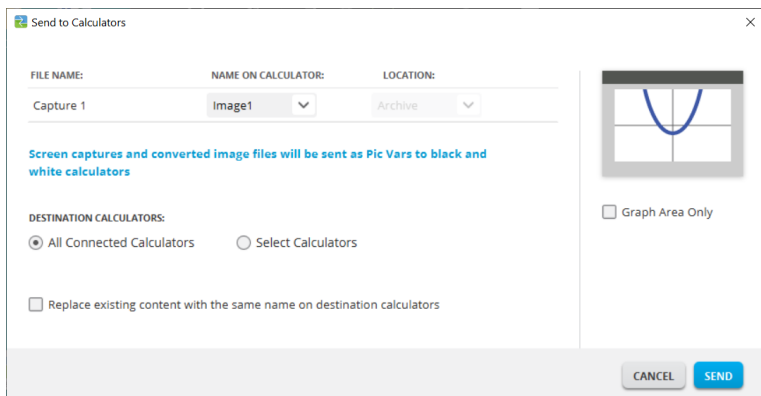 Send to Calculators
FILE NAME: NAME ON CALCULATOR: LOCATION:
Capture 1 Image1 Archive
Screen captures and converted image files will be sent as Pic Vars to black and
white calculators
Graph Area Only
DESTINATION CALCULATORS:
All Connected Calculators Select Calculators
Replace existing content with the same name on destination calculators
CANCEL SEND